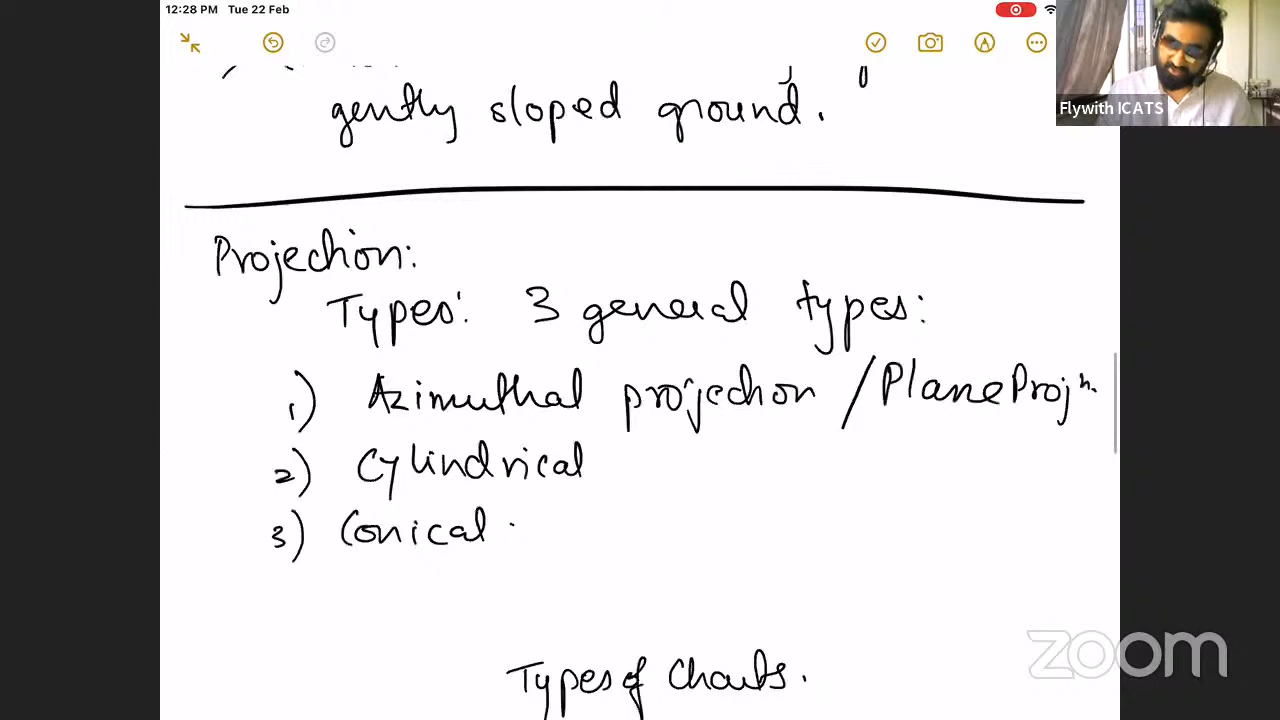 12:28 PM Tue 22 Feb
Flywith ICATS
gently sloped ground.
Projection:
Types: 3 general types:
1) Azimuthal projection / Plane Projn.
2) Cylindrical
3) Conical.
zoom
Types of Charts.